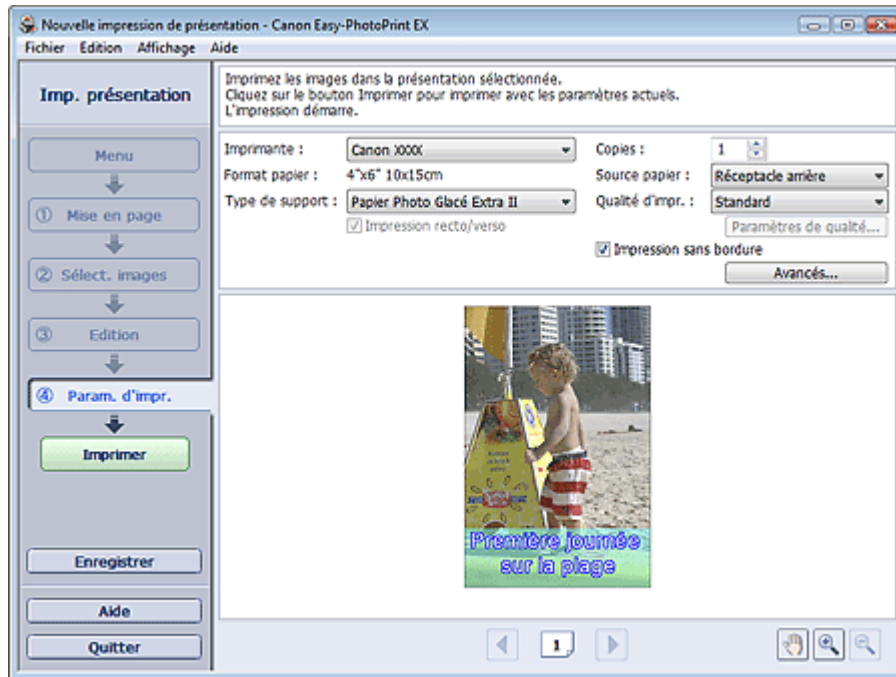 Nouvelle impression de présentation - Canon Easy-PhotoPrint EX
Fichier Edition Affichage Aide
Imp. présentation
Menu
① Mise en page
② Sélect. images
③ Edition
④ Param. d'impr.
Imprimer
Enregistrer
Aide
Quitter
Imprimez les images dans la présentation sélectionnée.
Cliquez sur le bouton Imprimer pour imprimer avec les paramètres actuels.
L'impression démarre.
Imprimante : Canon XXXX
Format papier : 4"x6" 10x15cm
Type de support : Papier Photo Glacé Extra II
Impression recto/verso
Copies : 1
Source papier : Réceptacle arrière
Qualité d'impr. : Standard
Paramètres de qualité...
Impression sans bordure
Avancés...
Première journée
sur la plage
1